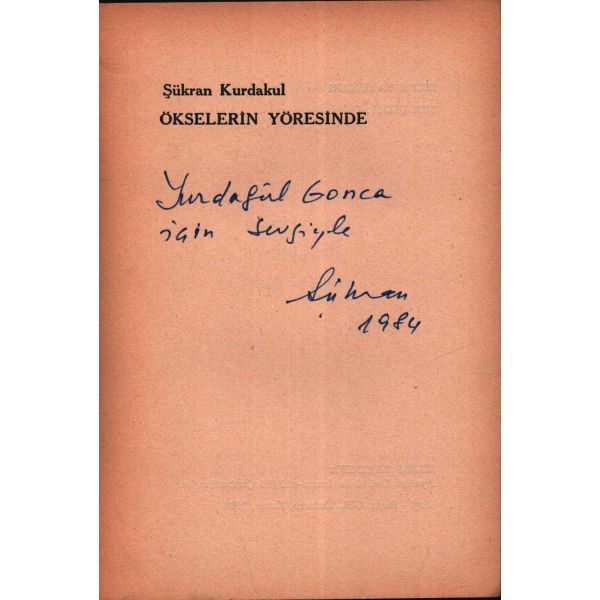 Şükran Kurdakul
ÖKSELERİN YÖRESİNDE
Yurdagül Gonca
için sevgiyle
Şükran
1984